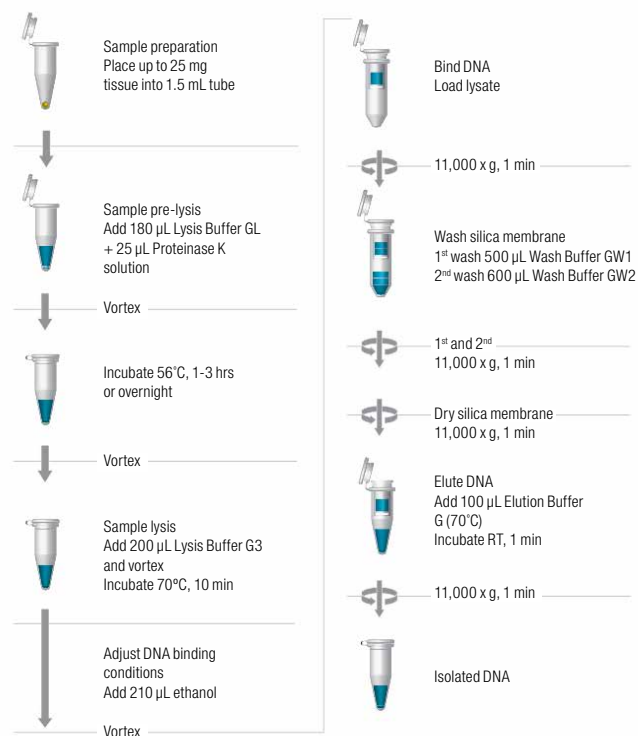 Sample preparation
Place up to 25 mg
tissue into 1.5 mL tube
Sample pre-lysis
Add 180 µL Lysis Buffer GL
+ 25 µL Proteinase K
solution
Vortex
Incubate 56˚C, 1-3 hrs
or overnight
Vortex
Sample lysis
Add 200 µL Lysis Buffer G3
and vortex
Incubate 70ºC, 10 min
Adjust DNA binding
conditions
Add 210 µL ethanol
Vortex
Bind DNA
Load lysate
11,000 x g, 1 min
Wash silica membrane
1st wash 500 µL Wash Buffer GW1
2nd wash 600 µL Wash Buffer GW2
1st and 2nd
11,000 x g, 1 min
Dry silica membrane
11,000 x g, 1 min
Elute DNA
Add 100 µL Elution Buffer
G (70˚C)
Incubate RT, 1 min
11,000 x g, 1 min
Isolated DNA